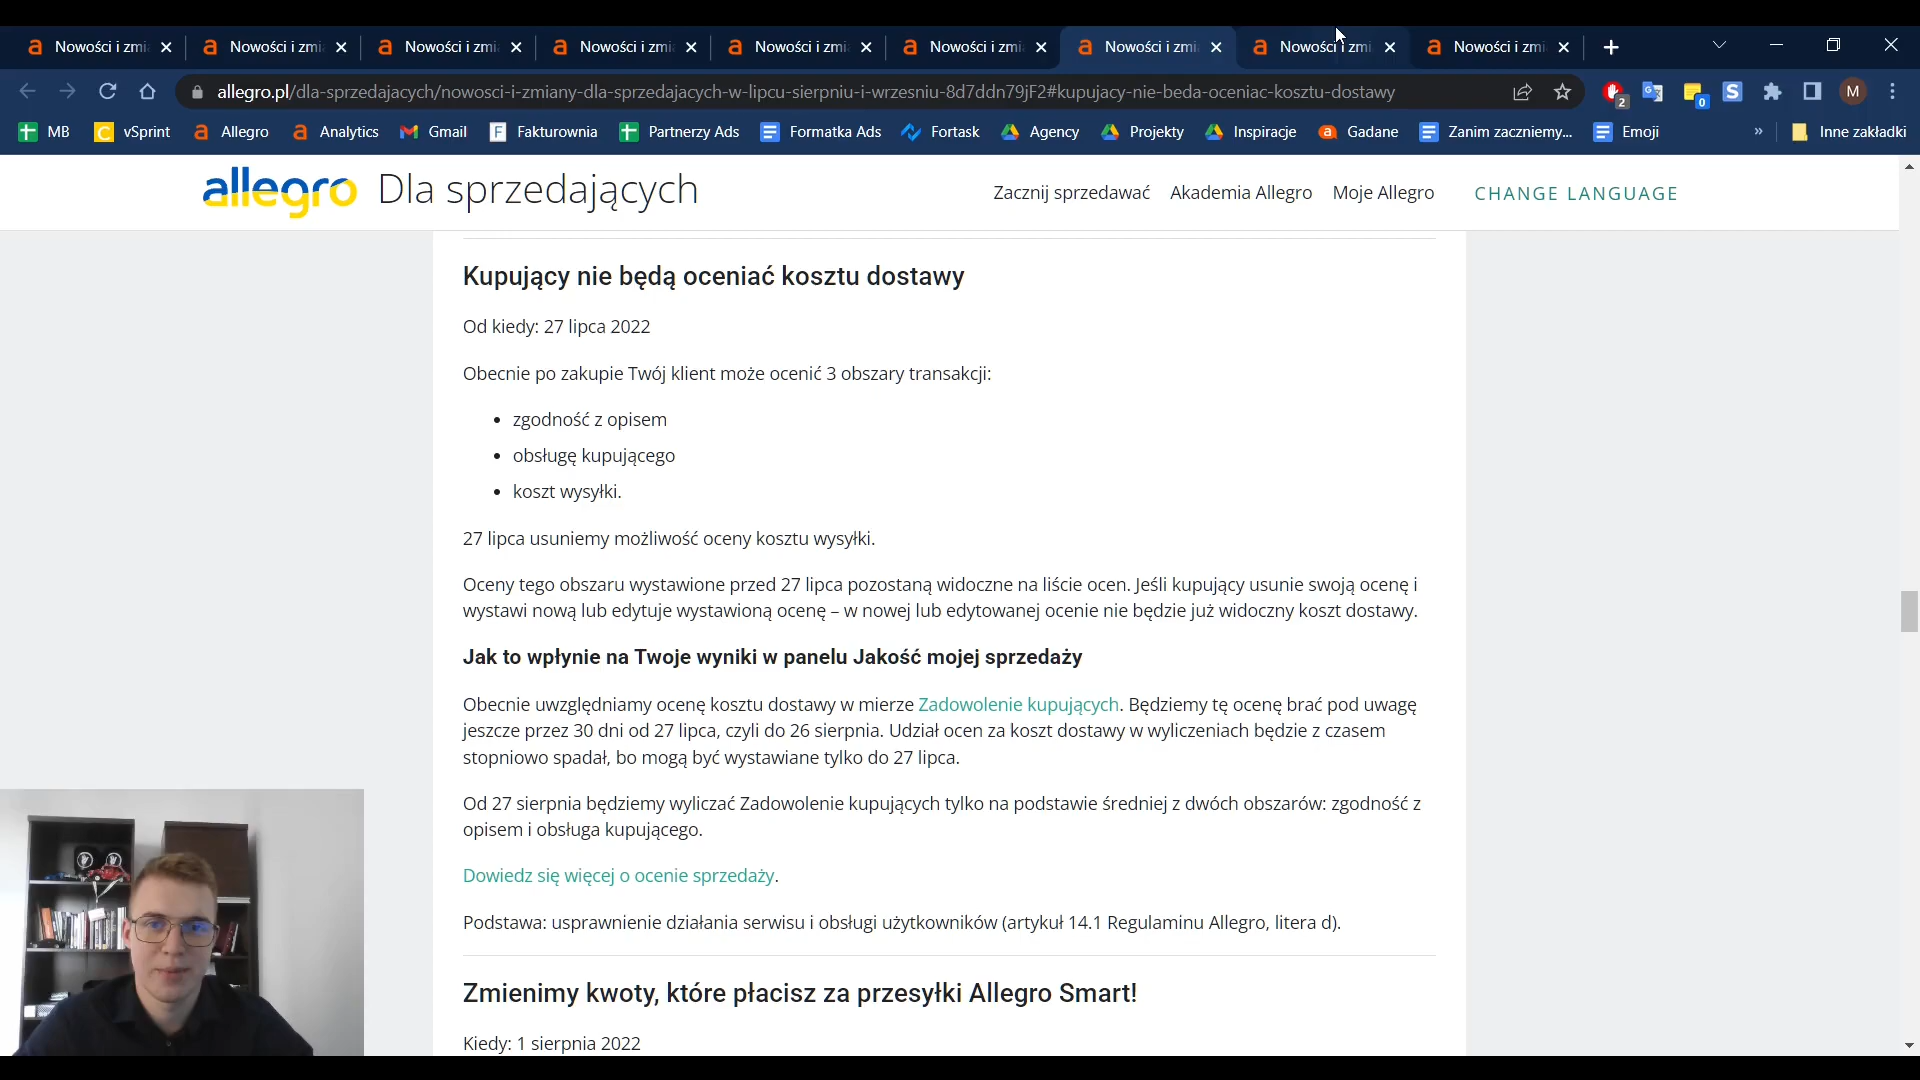 Nowości i zmi
Nowości i zmi
Nowości i zmi
Nowości i zmi
Nowości i zmi
Nowości i zmi
Nowości i zmi
Nowości i zmi
Nowości i zmi
allegro.pl/dla-sprzedajacych/nowosci-i-zmiany-dla-sprzedajacych-w-lipcu-sierpniu-i-wrzesniu-8d7ddn79jF2#kupujacy-nie-beda-oceniac-kosztu-dostawy
2
0
S
M
MB
vSprint
Allegro
Analytics
Gmail
Fakturownia
Partnerzy Ads
Formatka Ads
Fortask
Agency
Projekty
Inspiracje
Gadane
Zanim zaczniemy...
Emoji
»
Inne zakładki
allegro Dla sprzedających
Zacznij sprzedawać
Akademia Allegro
Moje Allegro
CHANGE LANGUAGE
Kupujący nie będą oceniać kosztu dostawy
Od kiedy: 27 lipca 2022
Obecnie po zakupie Twój klient może ocenić 3 obszary transakcji:
• zgodność z opisem
• obsługę kupującego
• koszt wysyłki.
27 lipca usuniemy możliwość oceny kosztu wysyłki.
Oceny tego obszaru wystawione przed 27 lipca pozostaną widoczne na liście ocen. Jeśli kupujący usunie swoją ocenę i
wystawi nową lub edytuje wystawioną ocenę – w nowej lub edytowanej ocenie nie będzie już widoczny koszt dostawy.
Jak to wpłynie na Twoje wyniki w panelu Jakość mojej sprzedaży
Obecnie uwzględniamy ocenę kosztu dostawy w mierze Zadowolenie kupujących. Będziemy tę ocenę brać pod uwagę
jeszcze przez 30 dni od 27 lipca, czyli do 26 sierpnia. Udział ocen za koszt dostawy w wyliczeniach będzie z czasem
stopniowo spadał, bo mogą być wystawiane tylko do 27 lipca.
Od 27 sierpnia będziemy wyliczać Zadowolenie kupujących tylko na podstawie średniej z dwóch obszarów: zgodność z
opisem i obsługa kupującego.
Dowiedz się więcej o ocenie sprzedaży.
Podstawa: usprawnienie działania serwisu i obsługi użytkowników (artykuł 14.1 Regulaminu Allegro, litera d).
Zmienimy kwoty, które płacisz za przesyłki Allegro Smart!
Kiedy: 1 sierpnia 2022